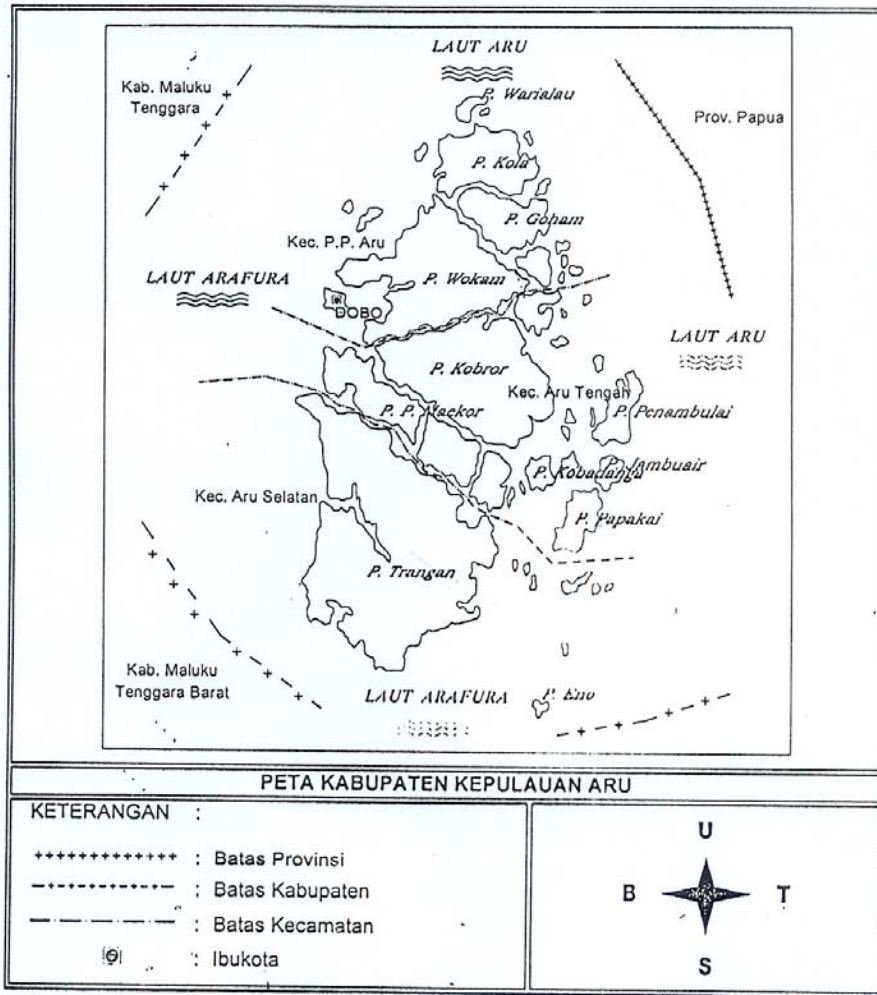 LAUT ARU
Kab. Maluku
Tenggara
P. Warialau
Prov. Papua
P. Kola
P. Goham
Kec. P.P. Aru
LAUT ARAFURA
P. Wokam
DOBO
LAUT ARU
P. Kobror
Kec. Aru Tengah
P. P. Maekor
P. Penambulai
P. Kobadanga
P. Jambuair
Kec. Aru Selatan
P. Papakai
P. Trangan
Kab. Maluku
Tenggara Barat
LAUT ARAFURA
P. Eno
PETA KABUPATEN KEPULAUAN ARU
KETERANGAN :
: Batas Provinsi
: Batas Kabupaten
: Batas Kecamatan
: Ibukota
U
B
T
S